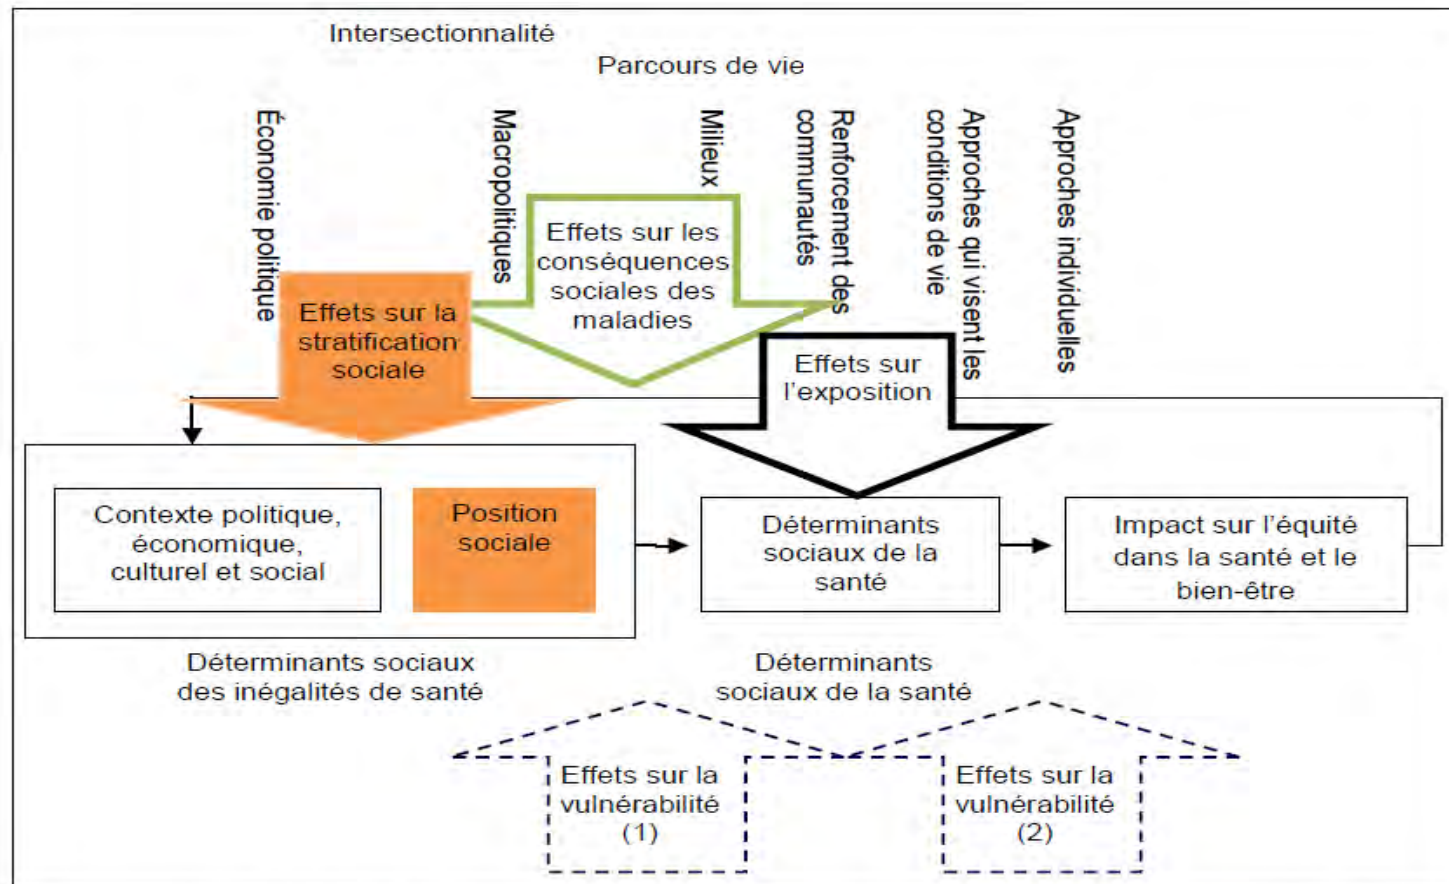 Intersectionnalité
Parcours de vie
Économie politique
Macropolitiques
Milieux
Renforcement des
communautés
Approches qui visent les
conditions de vie
Approches individuelles
Effets sur les
conséquences
sociales des
maladies
Effets sur la
stratification
sociale
Effets sur
l'exposition
Contexte politique,
économique,
culturel et social
Position
sociale
Déterminants
sociaux de la
santé
Impact sur l'équité
dans la santé et le
bien-être
Déterminants sociaux
des inégalités de santé
Déterminants
sociaux de la santé
Effets sur la
vulnérabilité
(1)
Effets sur la
vulnérabilité
(2)